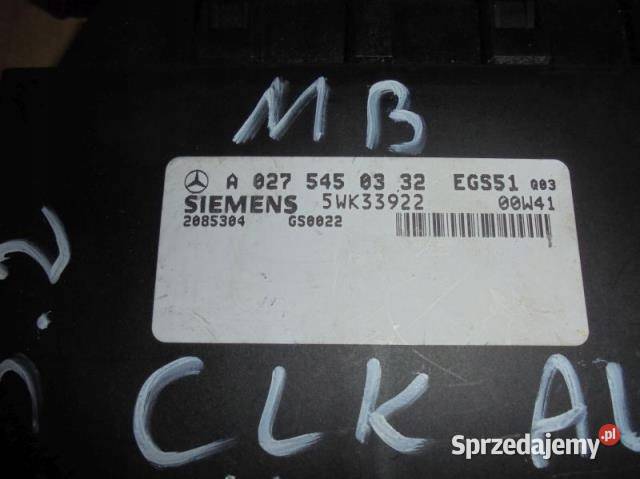 MB
A 027 545 03 32 EGS51 Q03
SIEMENS 5WK33922 00W41
2085304 GS0022
CLK
Sprzedajemy.pl